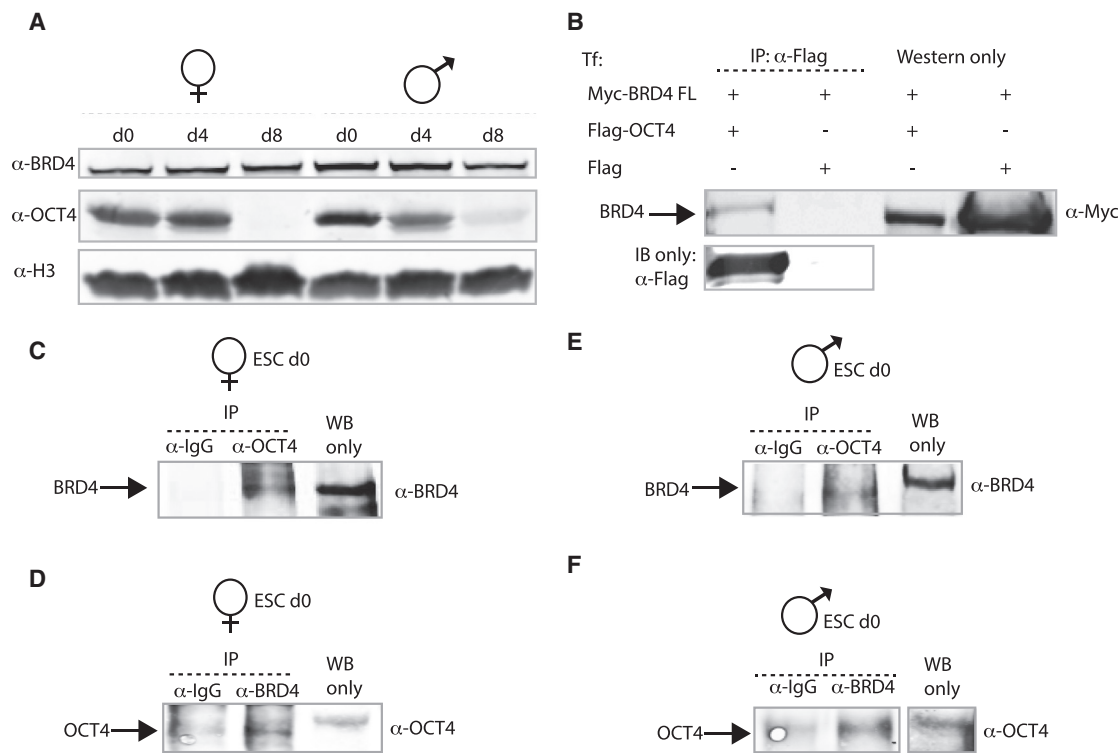 A
d0 d4 d8 d0 d4 d8
α-BRD4
α-OCT4
α-H3
B
Tf: IP: α-Flag Western only
Myc-BRD4 FL + + + +
Flag-OCT4 + - + -
Flag - + - +
BRD4 α-Myc
IB only:
α-Flag
C
ESC d0
IP WB
α-IgG α-OCT4 only
BRD4 α-BRD4
E
ESC d0
IP WB
α-IgG α-OCT4 only
BRD4 α-BRD4
D
ESC d0
IP WB
α-IgG α-BRD4 only
OCT4 α-OCT4
F
ESC d0
IP WB
α-IgG α-BRD4 only
OCT4 α-OCT4